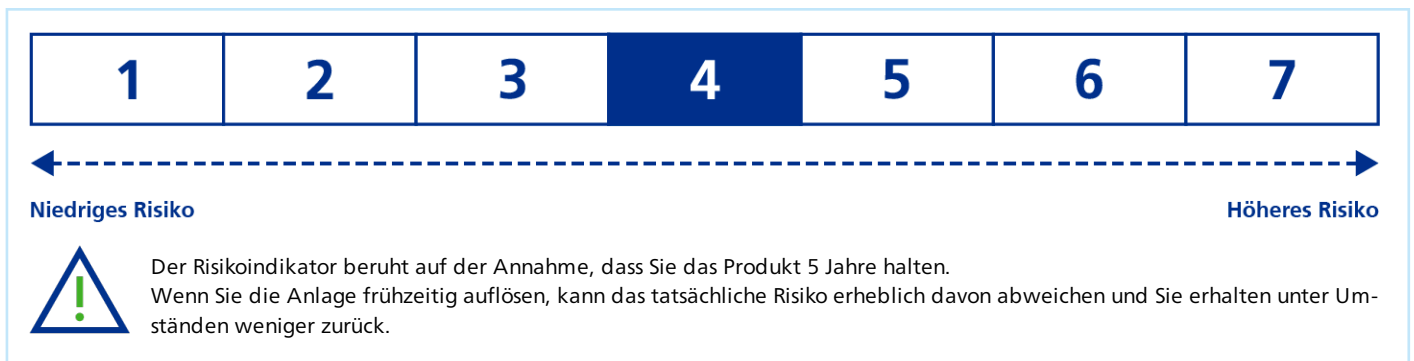 1 2 3 4 5 6 7
Niedriges Risiko Höheres Risiko
Der Risikoindikator beruht auf der Annahme, dass Sie das Produkt 5 Jahre halten.
Wenn Sie die Anlage frühzeitig auflösen, kann das tatsächliche Risiko erheblich davon abweichen und Sie erhalten unter Um-
ständen weniger zurück.